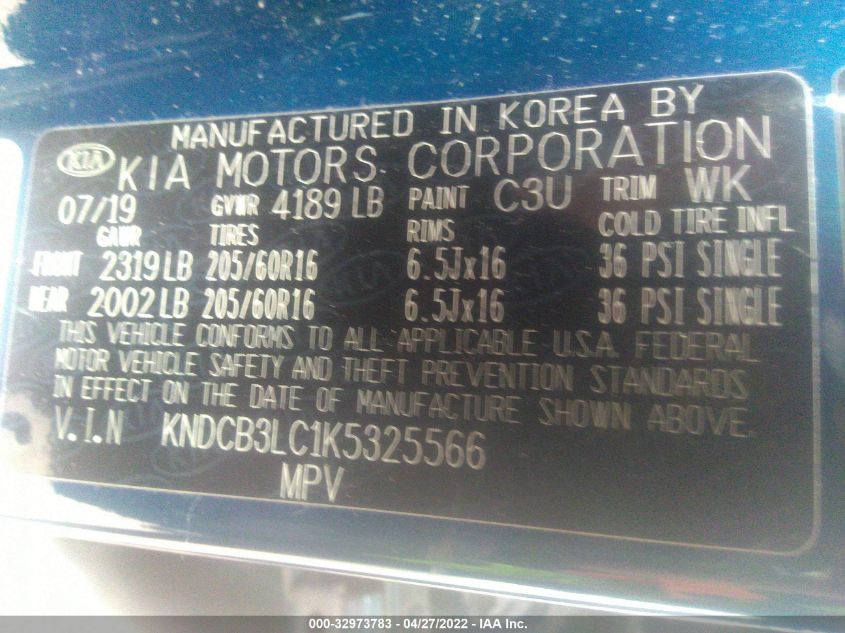 MANUFACTURED IN KOREA BY
KIA KIA MOTORS CORPORATION
07/19 GVWR 4189 LB PAINT C3U TRIM WK
GAWR TIRES RIMS COLD TIRE INFL
FRONT 2319 LB 205/60R16 6.5Jx16 36 PSI SINGLE
REAR 2002 LB 205/60R16 6.5Jx16 36 PSI SINGLE
THIS VEHICLE CONFORMS TO ALL APPLICABLE U.S.A. FEDERAL
MOTOR VEHICLE SAFETY AND THEFT PREVENTION STANDARDS
IN EFFECT ON THE DATE OF MANUFACTURE SHOWN ABOVE.
V.I.N KNDCB3LC1K5325566
MPV
000-32973783 - 04/27/2022 - IAA Inc.